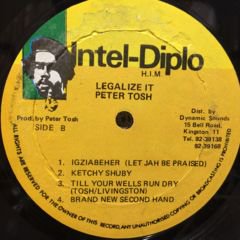 Intel-Diplo
H.I.M.
LEGALIZE IT
PETER TOSH
Prod. by Peter Tosh
SIDE B
Dist. by
Dynamic Sounds
15 Bell Road,
Kingston 11
Tel. 92-39138
92-39168
1. IGZIABEHER (LET JAH BE PRAISED)
2. KETCHY SHUBY
3. TILL YOUR WELLS RUN DRY
(TOSH/LIVINGSTON)
4. BRAND NEW SECOND HAND
ALL RIGHTS ARE RESERVED FOR THE OWNER OF THIS RECORD, ANY UNAUTHORISED COPYING OR BROADCASTING IS PROHIBITED